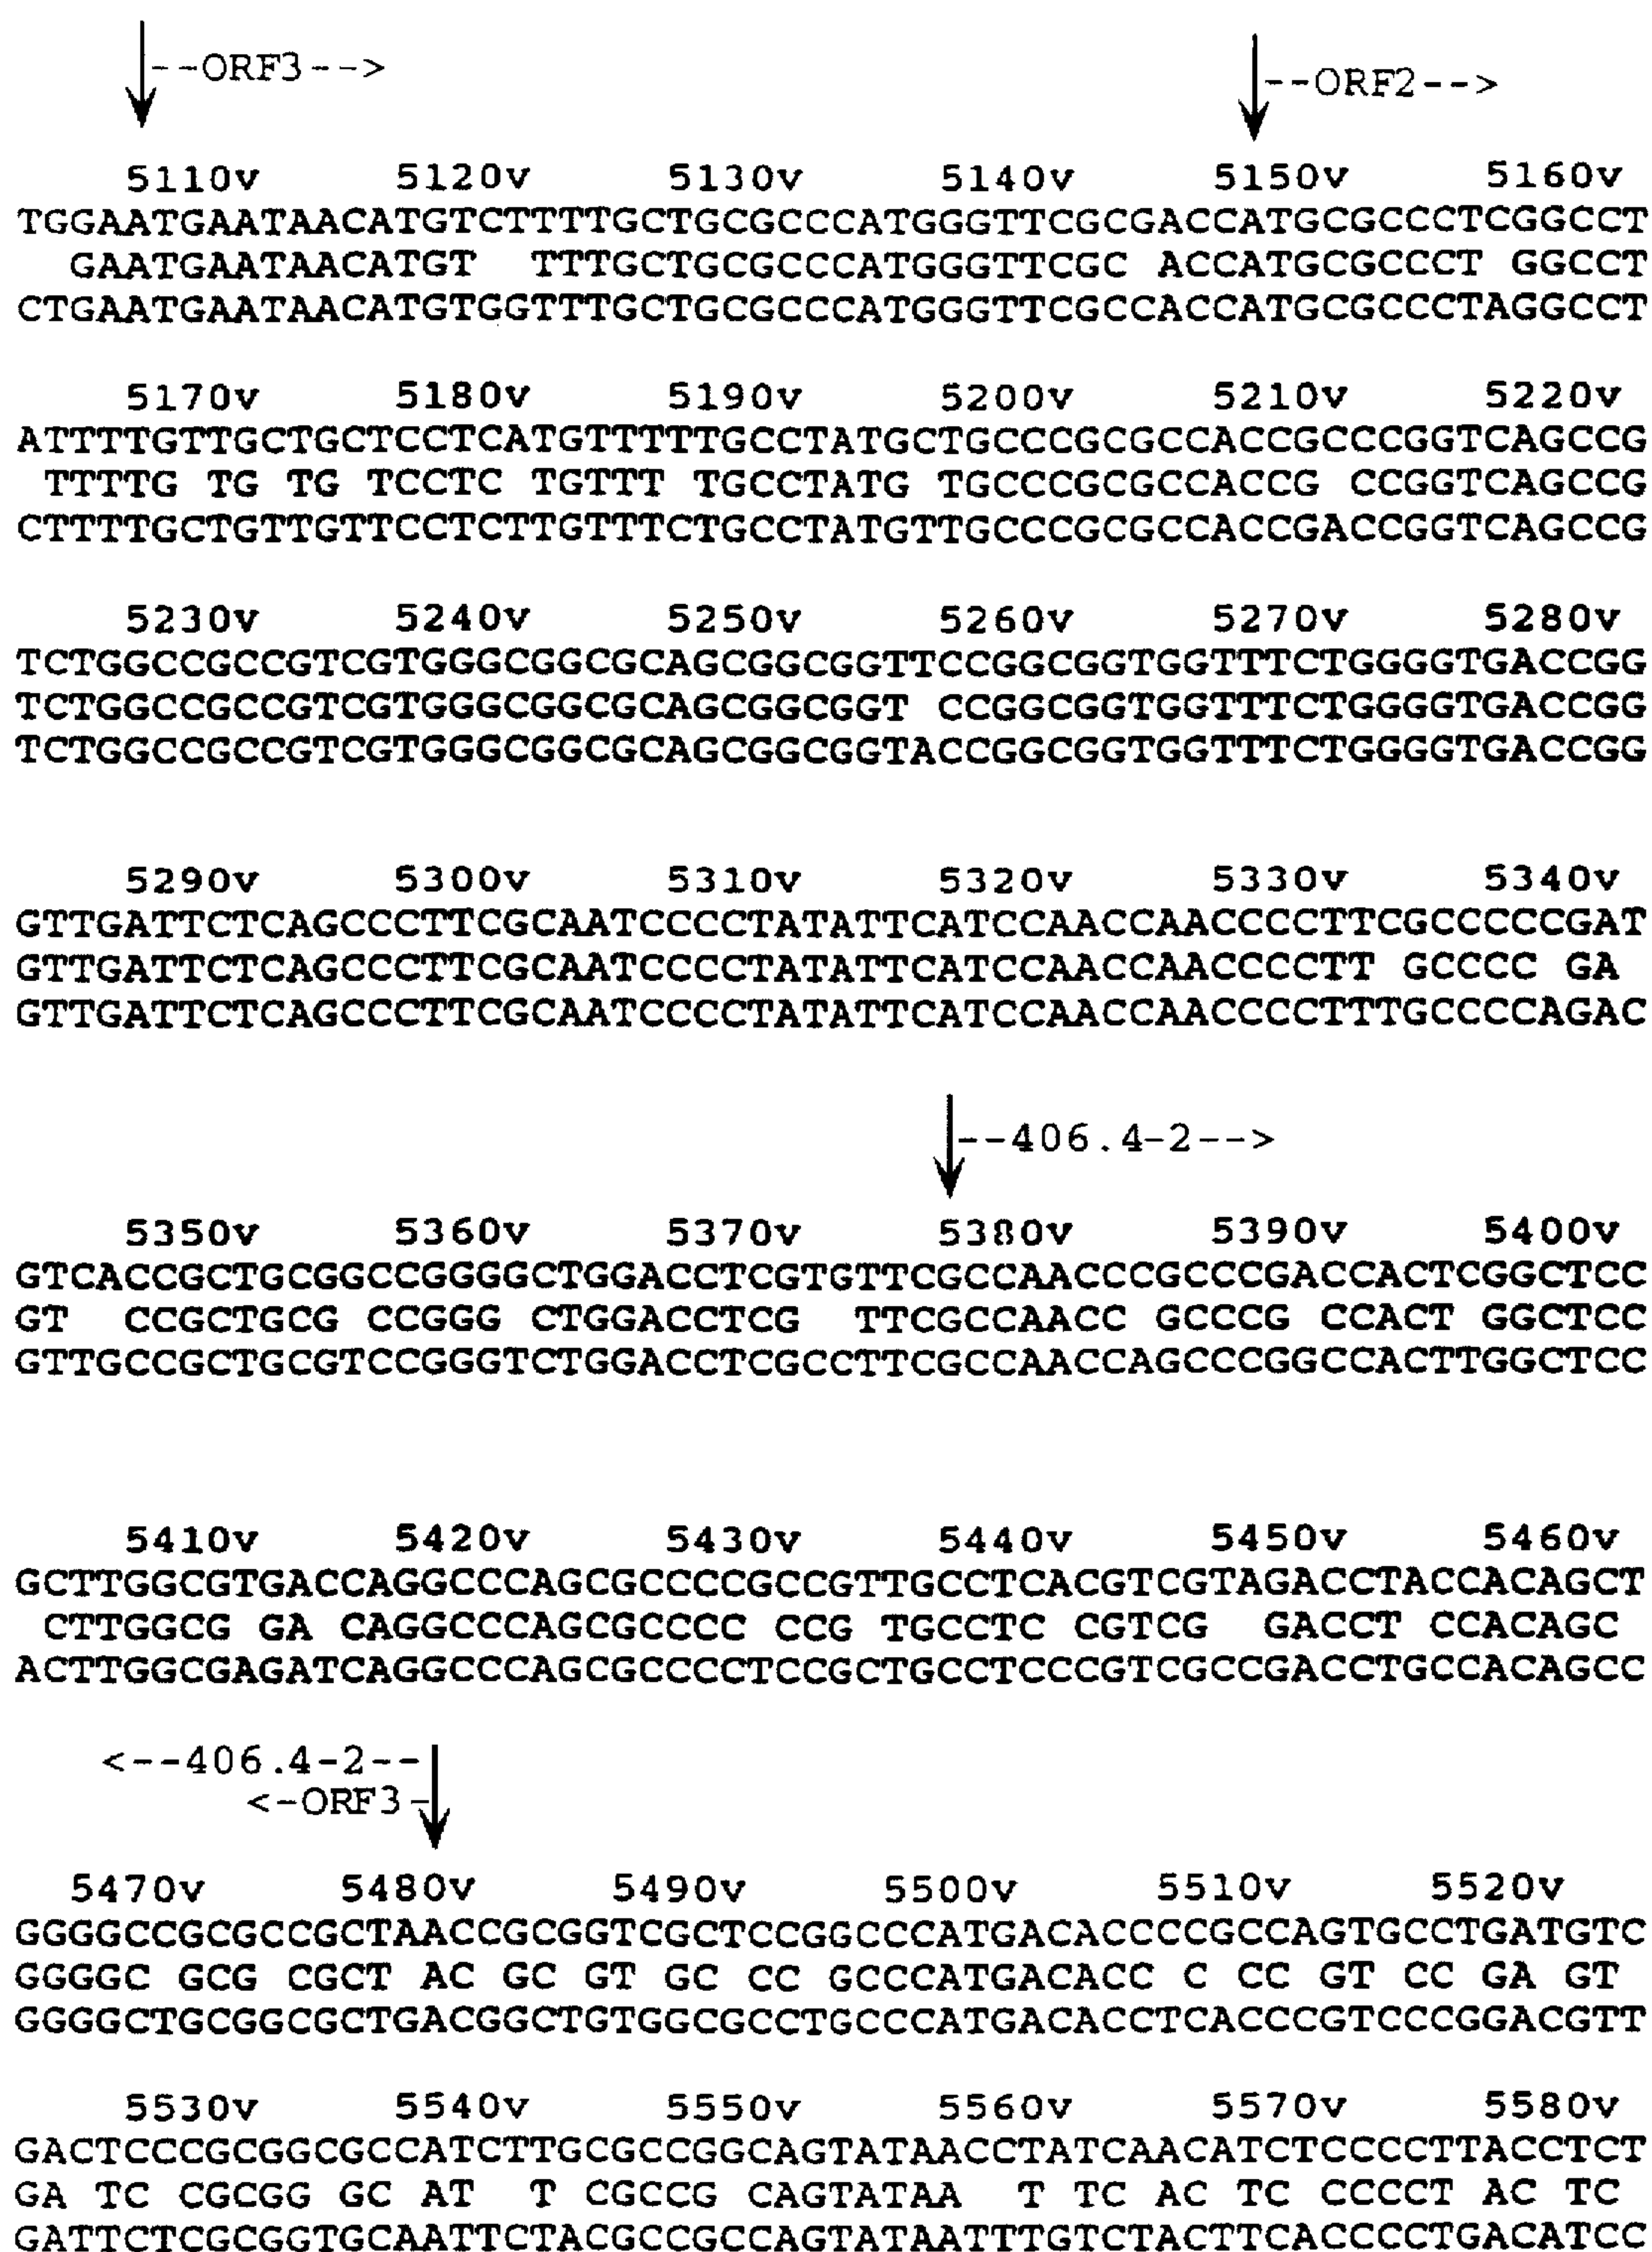 --ORF3-->
--ORF2-->
5110v 5120v 5130v 5140v 5150v 5160v
TGGAATGAATAACATGTCTTTTGCTGCGCCCATGGGTTCGCGACCATGCGCCCTCGGCCT
GAATGAATAACATGT TTTGCTGCGCCCATGGGTTCGC ACCATGCGCCCT GGCCT
CTGAATGAATAACATGTGGTTTGCTGCGCCCATGGGTTCGCCACCATGCGCCCTAGGCCT
5170v 5180v 5190v 5200v 5210v 5220v
ATTTTGTTGCTGCTCCTCATGTTTTTGCCTATGCTGCCCGCGCCACCGCCCGGTCAGCCG
TTTTG TG TG TCCTC TGTTT TGCCTATG TGCCCGCGCCACCG CCGGTCAGCCG
CTTTTGCTGTTGTTCCTCTTGTTTCTGCCTATGTTGCCCGCGCCACCGACCGGTCAGCCG
5230v 5240v 5250v 5260v 5270v 5280v
TCTGGCCGCCGTCGTGGGCGGCGCAGCGGCGGTTCCGGCGGTGGTTTCTGGGGTGACCGG
TCTGGCCGCCGTCGTGGGCGGCGCAGCGGCGGT CCGGCGGTGGTTTCTGGGGTGACCGG
TCTGGCCGCCGTCGTGGGCGGCGCAGCGGCGGTACCGGCGGTGGTTTCTGGGGTGACCGG
5290v 5300v 5310v 5320v 5330v 5340v
GTTGATTCTCAGCCCTTCGCAATCCCCTATATTCATCCAACCAACCCCTTCGCCCCCGAT
GTTGATTCTCAGCCCTTCGCAATCCCCTATATTCATCCAACCAACCCCTT GCCCC GA
GTTGATTCTCAGCCCTTCGCAATCCCCTATATTCATCCAACCAACCCCTTTGCCCCAGAC
--406.4-2-->
5350v 5360v 5370v 5380v 5390v 5400v
GTCACCGCTGCGGCCGGGGCTGGACCTCGTGTTCGCCAACCCGCCCGACCACTCGGCTCC
GT CCGCTGCG CCGGG CTGGACCTCG TTCGCCAACC GCCCG CCACT GGCTCC
GTTGCCGCTGCGTCCGGGTCTGGACCTCGCCTTCGCCAACCAGCCCGGCCACTTGGCTCC
5410v 5420v 5430v 5440v 5450v 5460v
GCTTGGCGTGACCAGGCCCAGCGCCCCGCCGTTGCCTCACGTCGTAGACCTACCACAGCT
CTTGGCG GA CAGGCCCAGCGCCCC CCG TGCCTC CGTCG GACCT CCACAGC
ACTTGGCGAGATCAGGCCCAGCGCCCCTCCGCTGCCTCCCGTCGCCGACCTGCCACAGCC
<--406.4-2--
<-ORF3-
5470v 5480v 5490v 5500v 5510v 5520v
GGGGCCGCGCCGCTAACCGCGGTCGCTCCGGCCCATGACACCCCGCCAGTGCCTGATGTC
GGGGC GCG CGCT AC GC GT GC CC GCCCATGACACC C CC GT CC GA GT
GGGGCTGCGGCGCTGACGGCTGTGGCGCCTGCCCATGACACCTCACCCGTCCCGGACGTT
5530v 5540v 5550v 5560v 5570v 5580v
GACTCCCGCGGCGCCATCTTGCGCCGGCAGTATAACCTATCAACATCTCCCCTTACCTCT
GA TC CGCGG GC AT T CGCCG CAGTATAA T TC AC TC CCCCT AC TC
GATTCTCGCGGTGCAATTCTACGCCGCCAGTATAATTTGTCTACTTCACCCCTGACATCC